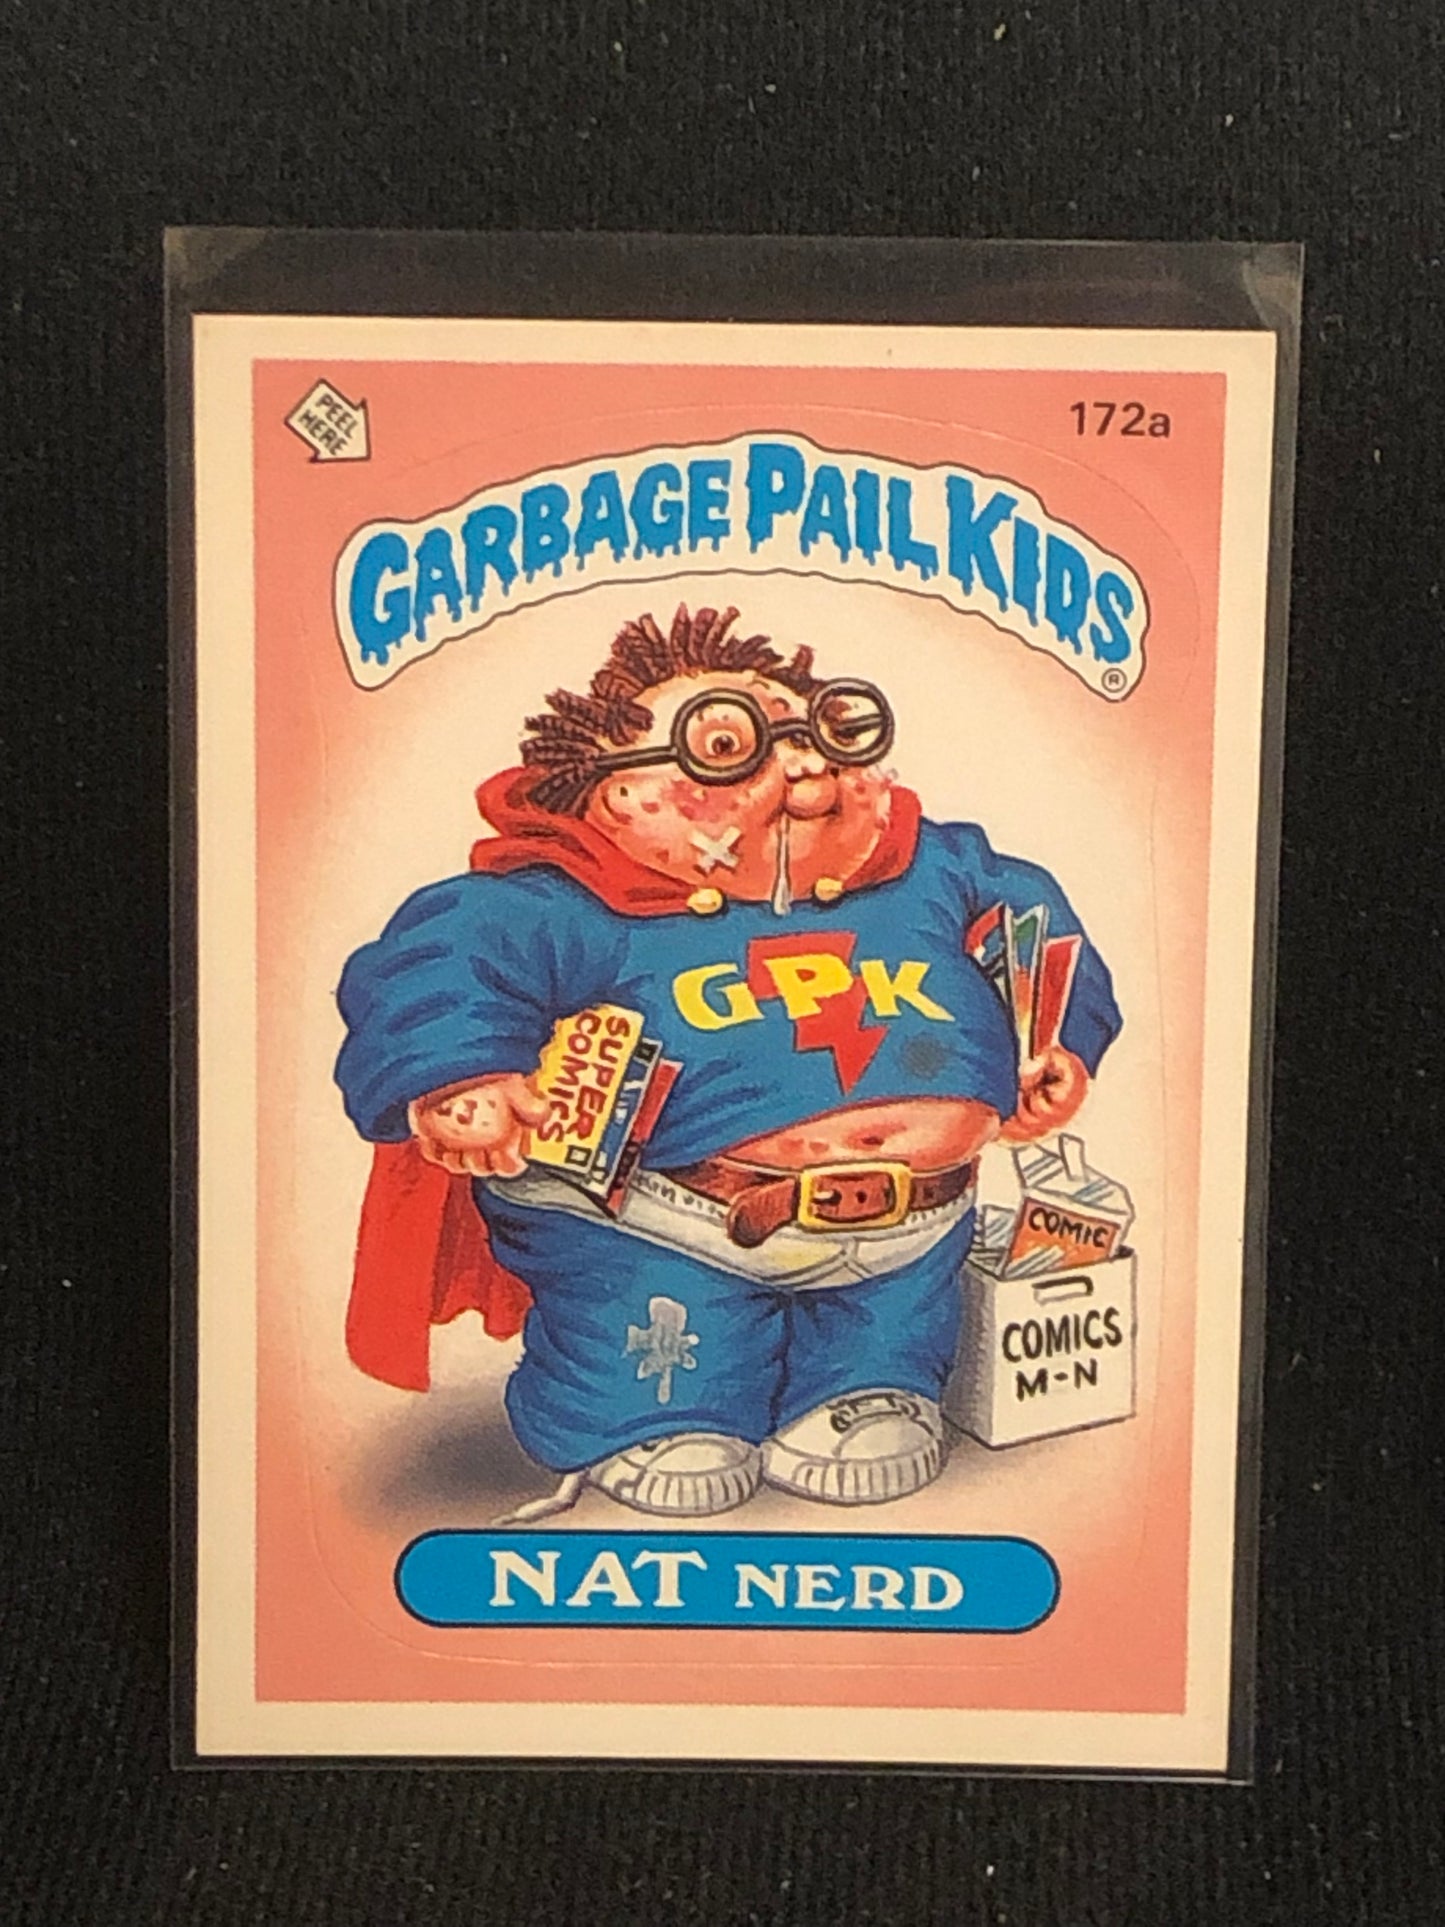 PEEL
HERE
172a
GARBAGE PAIL KIDS
®
GPK
SUPER
COMICS
COMIC
COMICS
M-N
NAT NERD